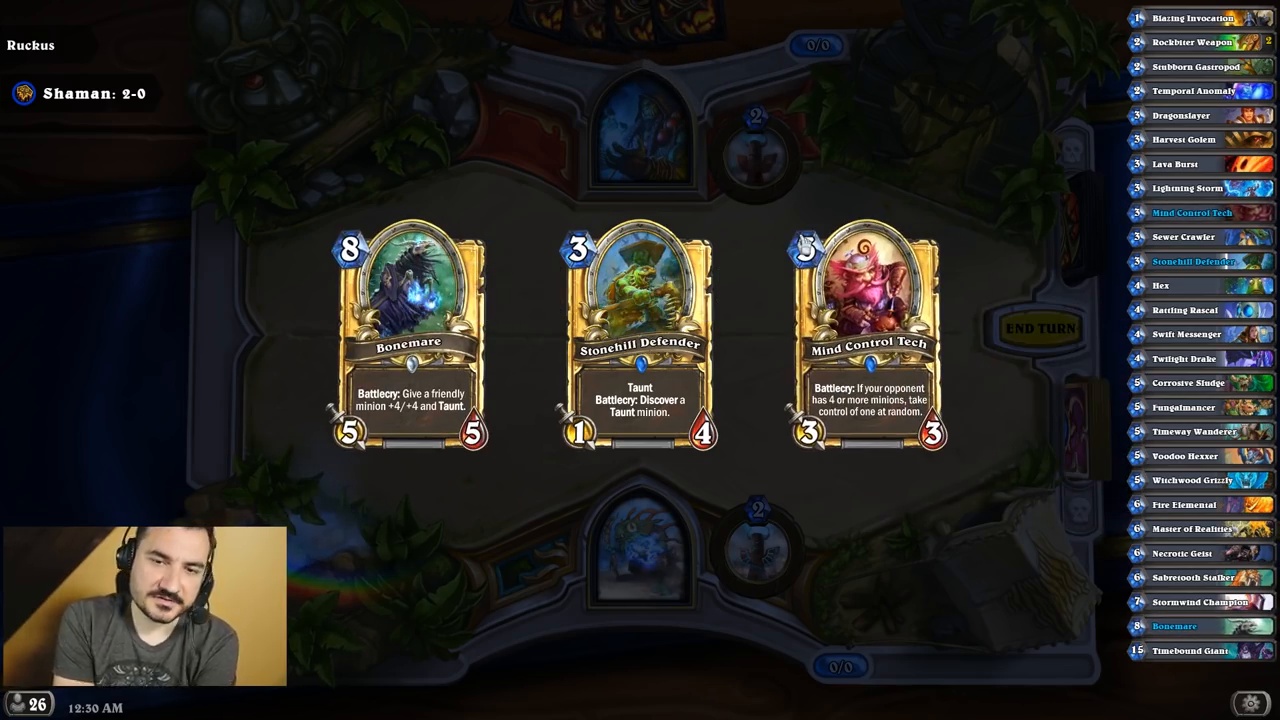 Ruckus
Shaman: 2-0
0/0
2
8
Bonemare
Battlecry: Give a friendly
minion +4/+4 and Taunt.
5
5
3
Stonehill Defender
Taunt
Battlecry: Discover a
Taunt minion.
1
4
Mind Control Tech
Battlecry: If your opponent
has 4 or more minions, take
control of one at random.
3
3
END TURN
2
0/0
26
12:30 AM
1 Blazing Invocation
2 Rockbiter Weapon 2
2 Stubborn Gastropod
2 Temporal Anomaly
3 Dragonslayer
3 Harvest Golem
3 Lava Burst
3 Lightning Storm
3 Mind Control Tech
3 Sewer Crawler
3 Stonehill Defender
4 Hex
4 Rattling Rascal
4 Swift Messenger
4 Twilight Drake
5 Corrosive Sludge
5 Fungalmancer
5 Timeway Wanderer
5 Voodoo Hexxer
5 Witchwood Grizzly
6 Fire Elemental
6 Master of Realities
6 Necrotic Geist
6 Sabretooth Stalker
7 Stormwind Champion
8 Bonemare
15 Timebound Giant